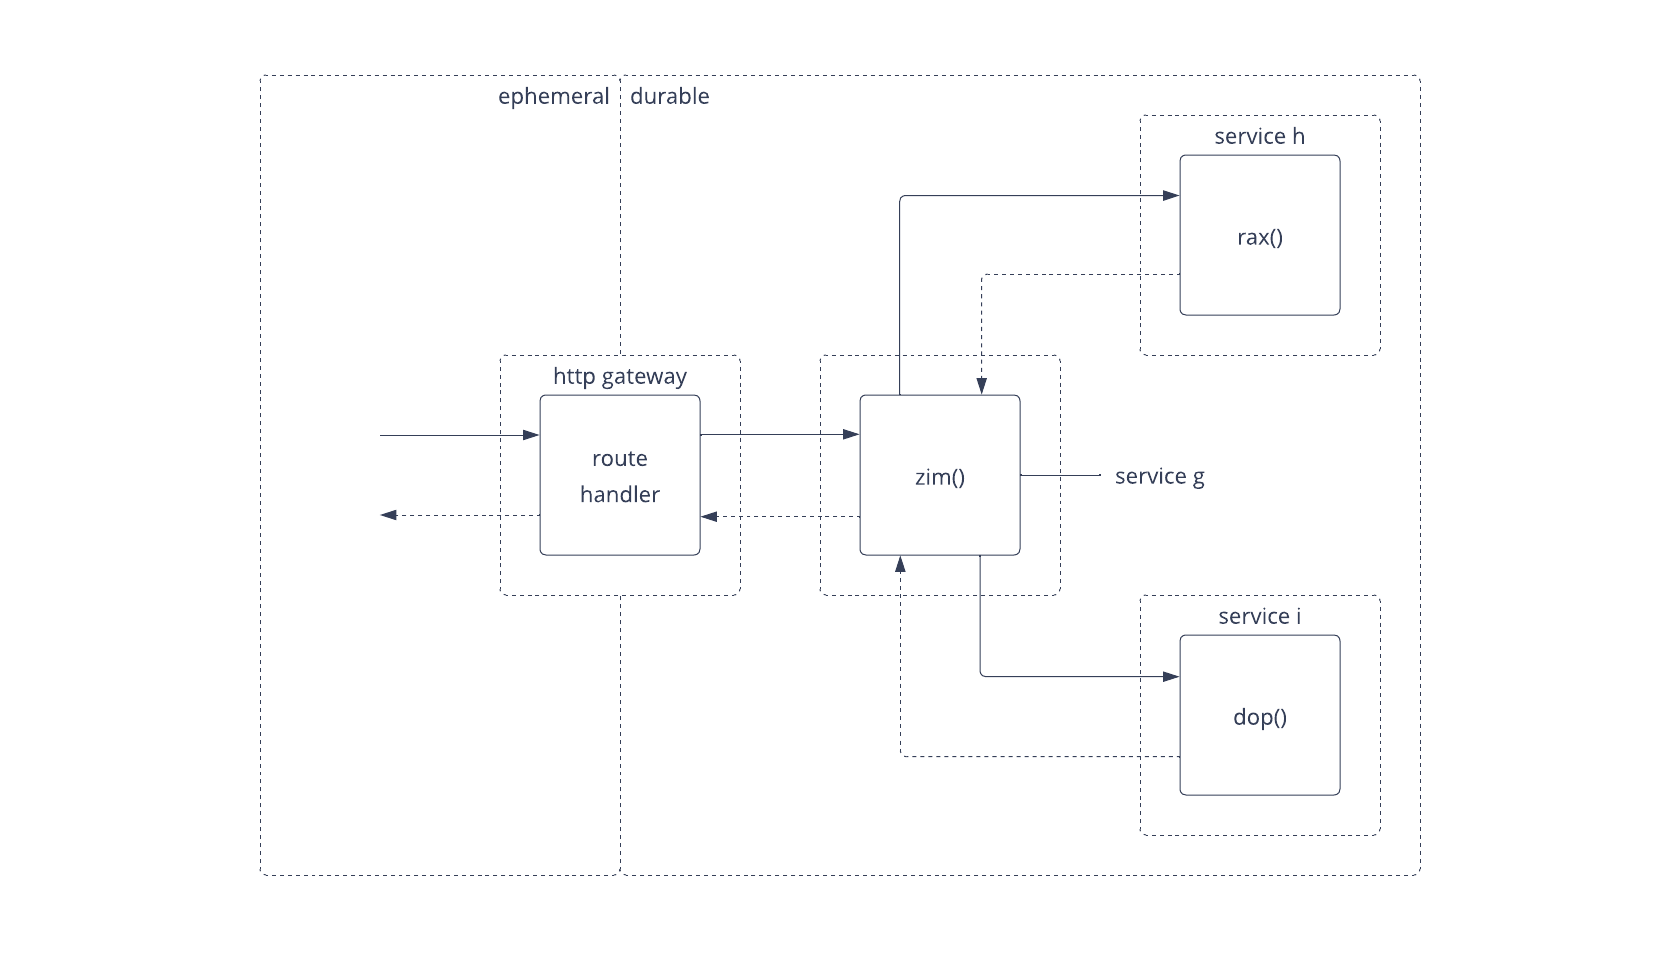 ephemeral
durable
service h
rax()
http gateway
route
handler
zim()
service g
service i
dop()